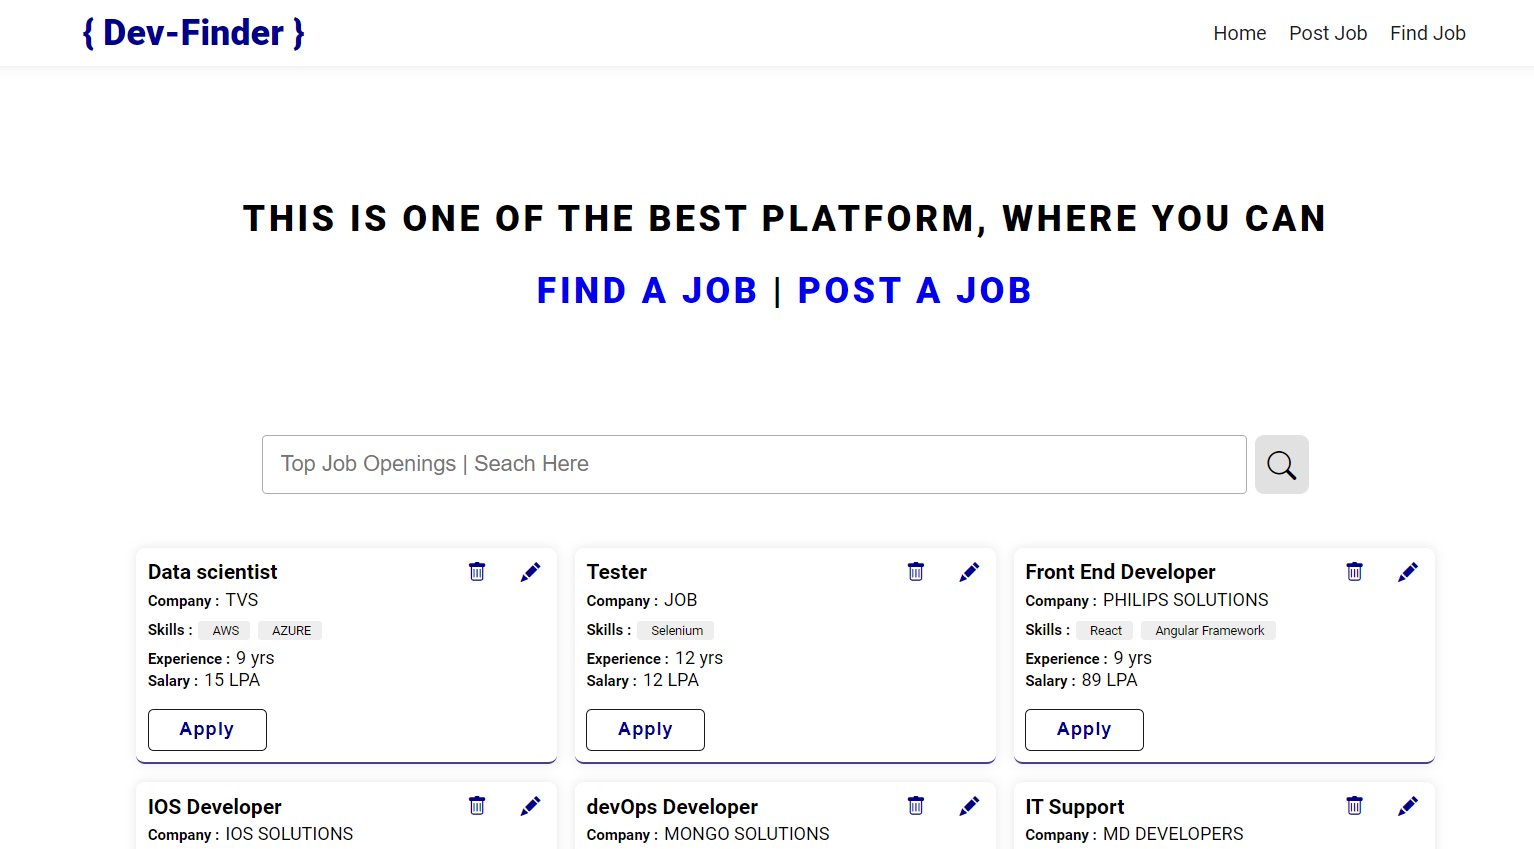 { Dev-Finder }
Home Post Job Find Job
THIS IS ONE OF THE BEST PLATFORM, WHERE YOU CAN
FIND A JOB | POST A JOB
Top Job Openings | Seach Here
Data scientist
Company : TVS
Skills : AWS AZURE
Experience : 9 yrs
Salary : 15 LPA
Apply
Tester
Company : JOB
Skills : Selenium
Experience : 12 yrs
Salary : 12 LPA
Apply
Front End Developer
Company : PHILIPS SOLUTIONS
Skills : React Angular Framework
Experience : 9 yrs
Salary : 89 LPA
Apply
IOS Developer
Company : IOS SOLUTIONS
devOps Developer
Company : MONGO SOLUTIONS
IT Support
Company : MD DEVELOPERS